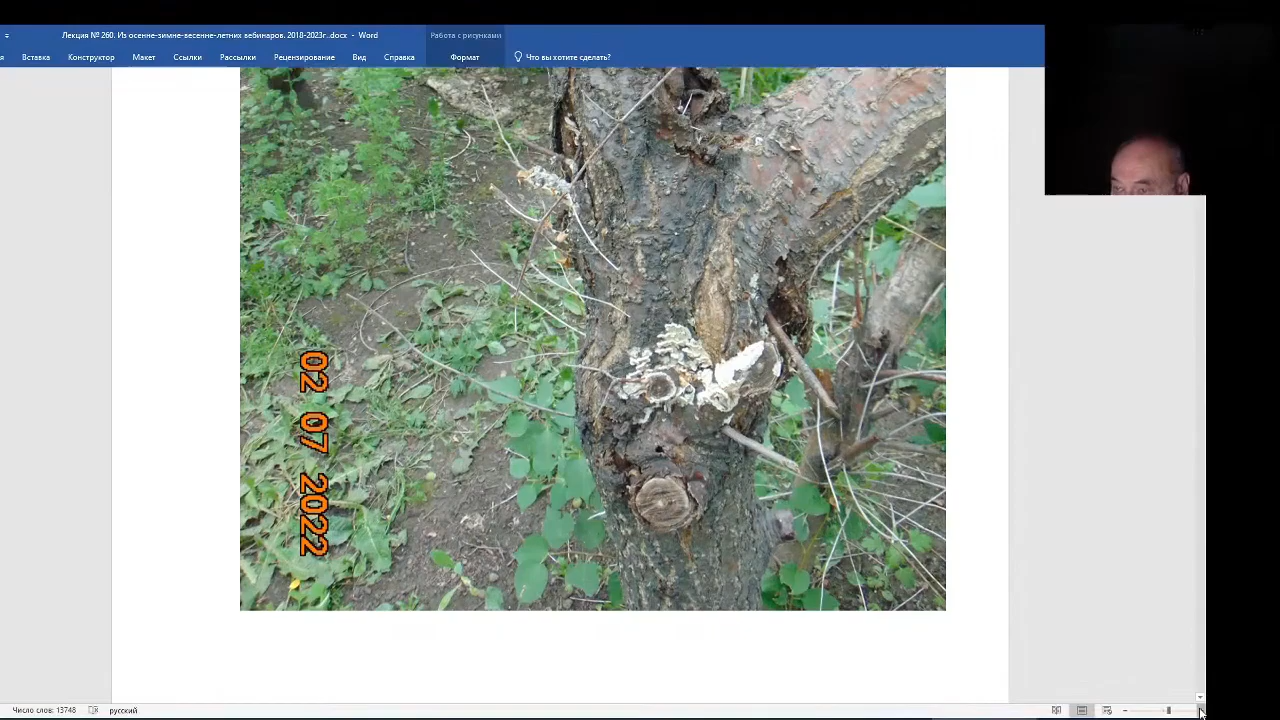 Лекция № 260. Из осенне-зимне-весенне-летних вебинаров. 2018-2023г..docx - Word
Работа с рисунками
Вставка Конструктор Макет Ссылки Рассылки Рецензирование Вид Справка Формат Что вы хотите сделать?
02 07 2022
Число слов: 13748 русский